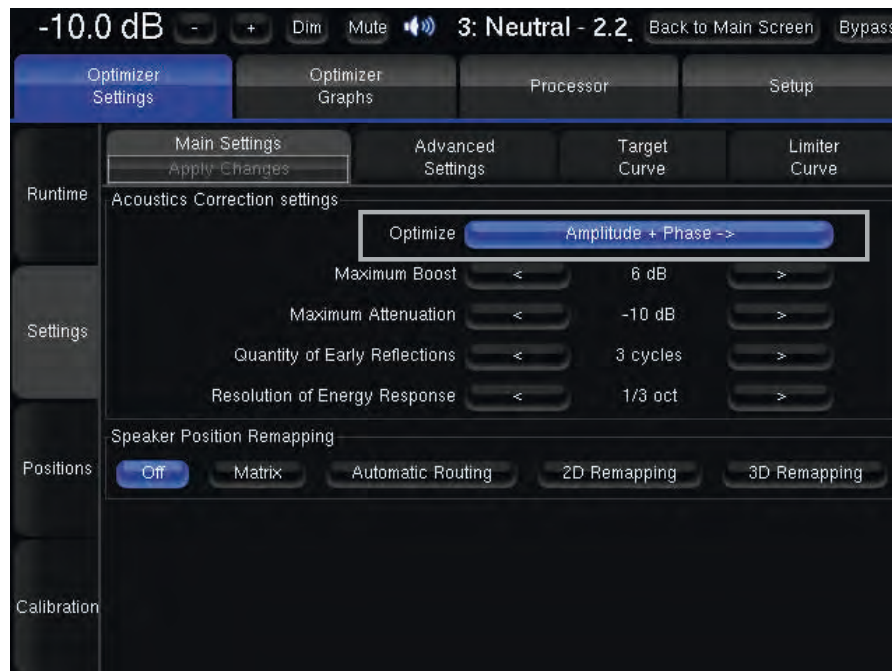 -10.0 dB - + Dim Mute 3: Neutral - 2.2 Back to Main Screen Bypass
Optimizer Settings Optimizer Graphs Processor Setup
Main Settings Advanced Settings Target Curve Limiter Curve
Apply Changes
Runtime
Acoustics Correction settings
Optimize Amplitude + Phase ->
Maximum Boost < 6 dB >
Settings
Maximum Attenuation < -10 dB >
Quantity of Early Reflections < 3 cycles >
Resolution of Energy Response < 1/3 oct >
Speaker Position Remapping
Positions
Off Matrix Automatic Routing 2D Remapping 3D Remapping
Calibration